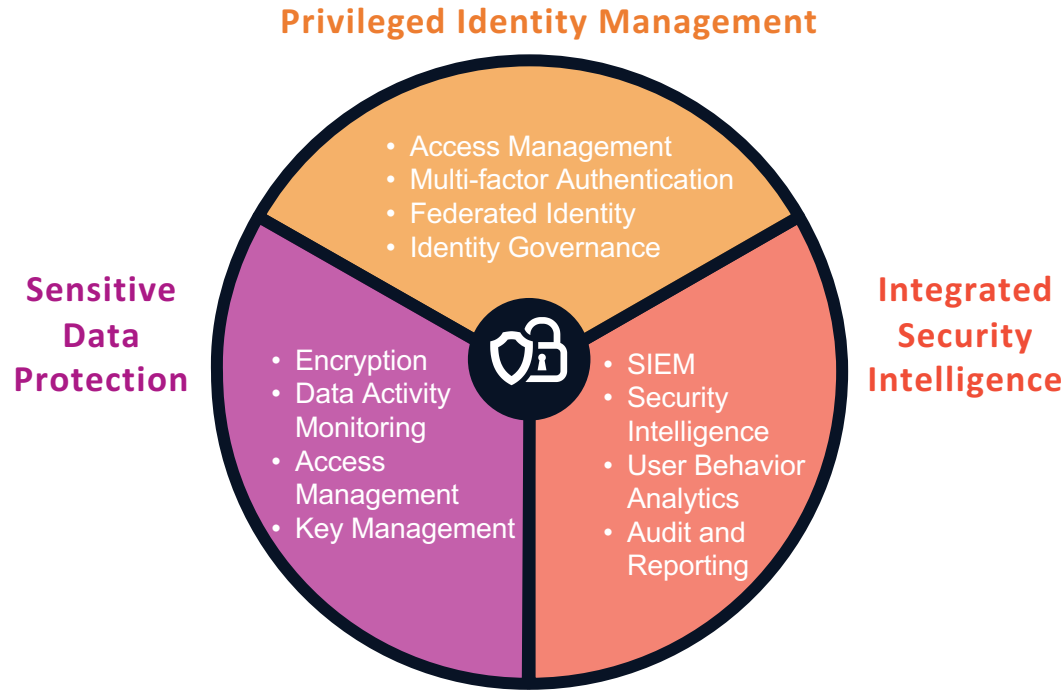 Privileged Identity Management
• Access Management
• Multi-factor Authentication
• Federated Identity
• Identity Governance
Sensitive
Data
Protection
• Encryption
• Data Activity
Monitoring
• Access
Management
• Key Management
Integrated
Security
Intelligence
• SIEM
• Security
Intelligence
• User Behavior
Analytics
• Audit and
Reporting